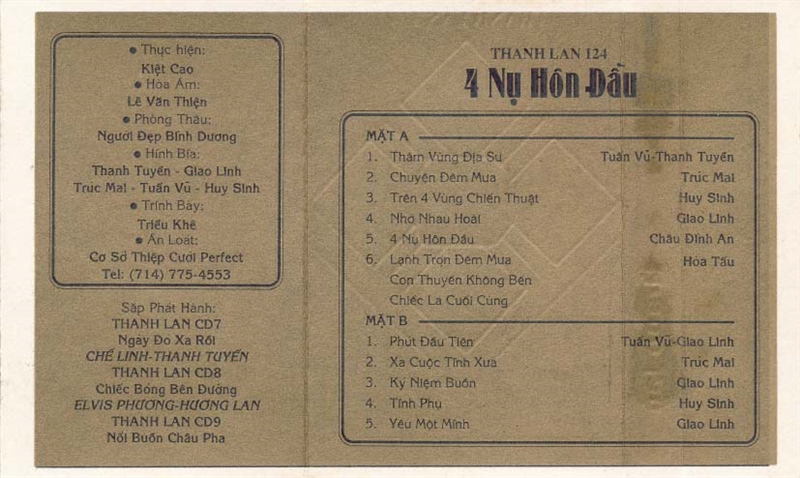 ● Thực hiện:
Kiệt Cao
● Hòa Âm:
Lê Văn Thiện
● Phòng Thâu:
Người Đẹp Bình Dương
● Hình Bìa:
Thanh Tuyền - Giao Linh
Trúc Mai - Tuấn Vũ - Huy Sinh
● Trình Bày:
Triều Khê
● Ấn Loát:
Cơ Sở Thiệp Cưới Perfect
Tel: (714) 775-4553
Sắp Phát Hành:
THANH LAN CD7
Ngày Đó Xa Rồi
CHẾ LINH-THANH TUYỀN
THANH LAN CD8
Chiếc Bóng Bên Đường
ELVIS PHƯƠNG-HƯƠNG LAN
THANH LAN CD9
Nỗi Buồn Châu Pha
THANH LAN 124
4 Nụ Hôn Đầu
MẶT A
1. Thăm Vùng Địa Sư Tuấn Vũ-Thanh Tuyền
2. Chuyện Đêm Mưa Trúc Mai
3. Trên 4 Vùng Chiến Thuật Huy Sinh
4. Nhớ Nhau Hoài Giao Linh
5. 4 Nụ Hôn Đầu Châu Đình An
6. Lạnh Trọn Đêm Mưa Hòa Tấu
Con Thuyền Không Bến
Chiếc Lá Cuối Cùng
MẶT B
1. Phút Đầu Tiên Tuấn Vũ-Giao Linh
2. Xa Cuộc Tình Xưa Trúc Mai
3. Kỷ Niệm Buồn Giao Linh
4. Tình Phụ Huy Sinh
5. Yêu Một Mình Giao Linh